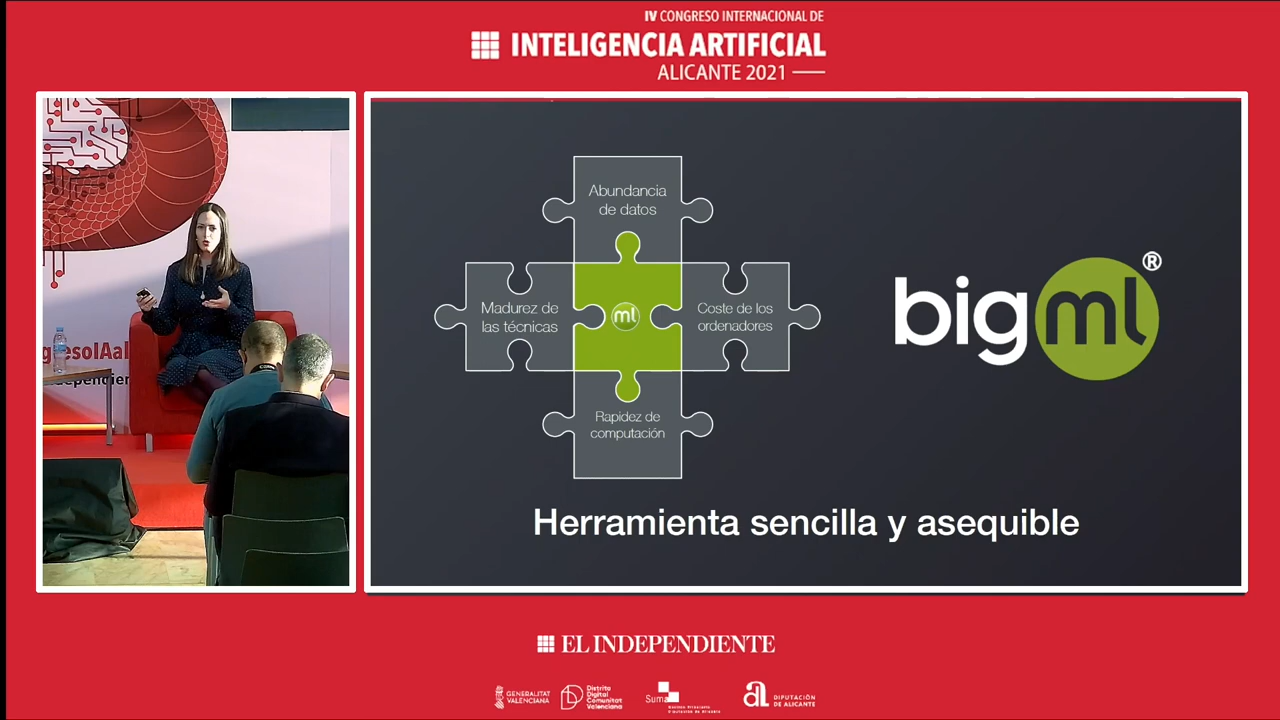 IV CONGRESO INTERNACIONAL DE
INTELIGENCIA ARTIFICIAL
ALICANTE 2021
Abundancia
de datos
Madurez de
las técnicas
ml
Coste de los
ordenadores
Rapidez de
computación
bigml®
Herramienta sencilla y asequible
gresoIAal
ndependien
EL INDEPENDIENTE
GENERALITAT
VALENCIANA
Distrito
Digital
Comunitat
Valenciana
Suma
DIPUTACIÓN
DE ALICANTE